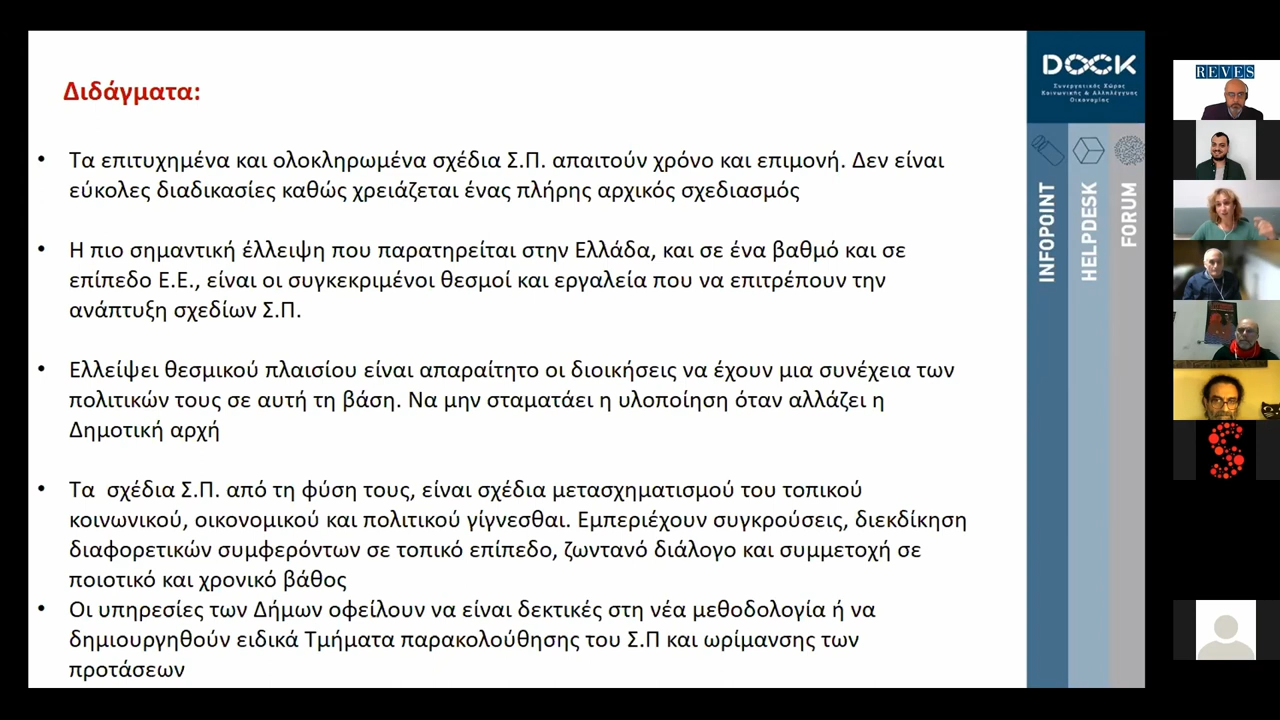 Διδάγματα:
• Τα επιτυχημένα και ολοκληρωμένα σχέδια Σ.Π. απαιτούν χρόνο και επιμονή. Δεν είναι
εύκολες διαδικασίες καθώς χρειάζεται ένας πλήρης αρχικός σχεδιασμός
• Η πιο σημαντική έλλειψη που παρατηρείται στην Ελλάδα, και σε ένα βαθμό και σε
επίπεδο Ε.Ε., είναι οι συγκεκριμένοι θεσμοί και εργαλεία που να επιτρέπουν την
ανάπτυξη σχεδίων Σ.Π.
• Ελλείψει θεσμικού πλαισίου είναι απαραίτητο οι διοικήσεις να έχουν μια συνέχεια των
πολιτικών τους σε αυτή τη βάση. Να μην σταματάει η υλοποίηση όταν αλλάζει η
Δημοτική αρχή
• Τα  σχέδια Σ.Π. από τη φύση τους, είναι σχέδια μετασχηματισμού του τοπικού
κοινωνικού, οικονομικού και πολιτικού γίγνεσθαι. Εμπεριέχουν συγκρούσεις, διεκδίκηση
διαφορετικών συμφερόντων σε τοπικό επίπεδο, ζωντανό διάλογο και συμμετοχή σε
ποιοτικό και χρονικό βάθος
• Οι υπηρεσίες των Δήμων οφείλουν να είναι δεκτικές στη νέα μεθοδολογία ή να
δημιουργηθούν ειδικά Τμήματα παρακολούθησης του Σ.Π και ωρίμανσης των
προτάσεων
DOCK
Συνεργατικός Χώρος
Κοινωνικής & Αλληλέγγυας
Οικονομίας
INFOPOINT
HELPDESK
FORUM
REVES